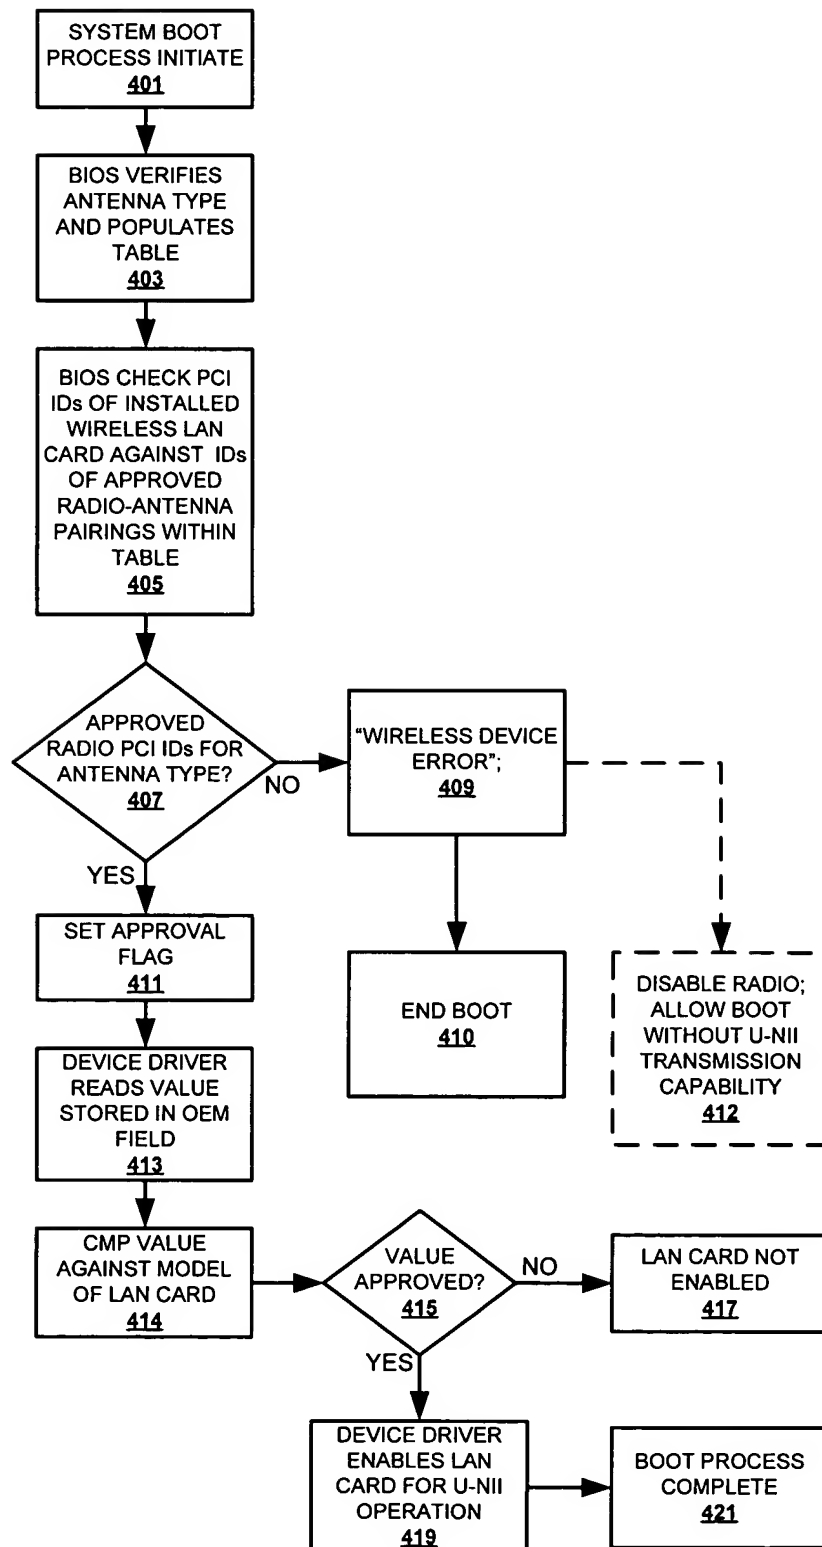 SYSTEM BOOT
PROCESS INITIATE
401
BIOS VERIFIES
ANTENNA TYPE
AND POPULATES
TABLE
403
BIOS CHECK PCI
IDs OF INSTALLED
WIRELESS LAN
CARD AGAINST IDs
OF APPROVED
RADIO-ANTENNA
PAIRINGS WITHIN
TABLE
405
APPROVED
RADIO PCI IDs FOR
ANTENNA TYPE?
407
NO
"WIRELESS DEVICE
ERROR";
409
YES
END BOOT
410
DISABLE RADIO;
ALLOW BOOT
WITHOUT U-NII
TRANSMISSION
CAPABILITY
412
SET APPROVAL
FLAG
411
DEVICE DRIVER
READS VALUE
STORED IN OEM
FIELD
413
CMP VALUE
AGAINST MODEL
OF LAN CARD
414
VALUE
APPROVED?
415
NO
LAN CARD NOT
ENABLED
417
YES
DEVICE DRIVER
ENABLES LAN
CARD FOR U-NII
OPERATION
419
BOOT PROCESS
COMPLETE
421